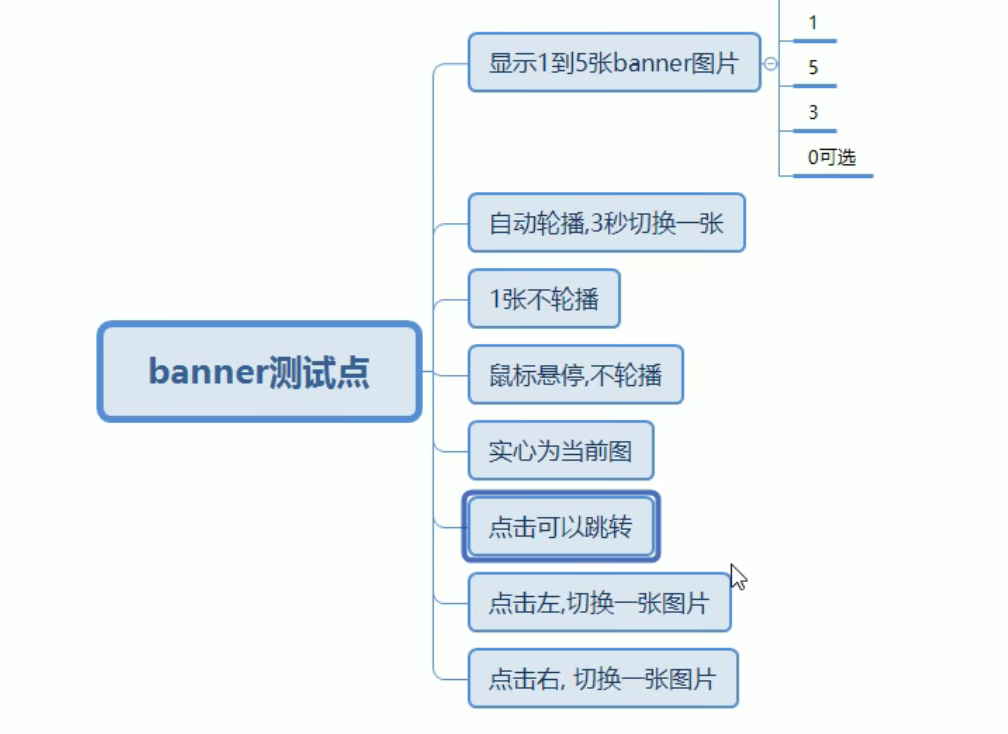 1
显示1到5张banner图片
5
3
0可选
自动轮播,3秒切换一张
1张不轮播
banner测试点
鼠标悬停,不轮播
实心为当前图
点击可以跳转
点击左,切换一张图片
点击右, 切换一张图片